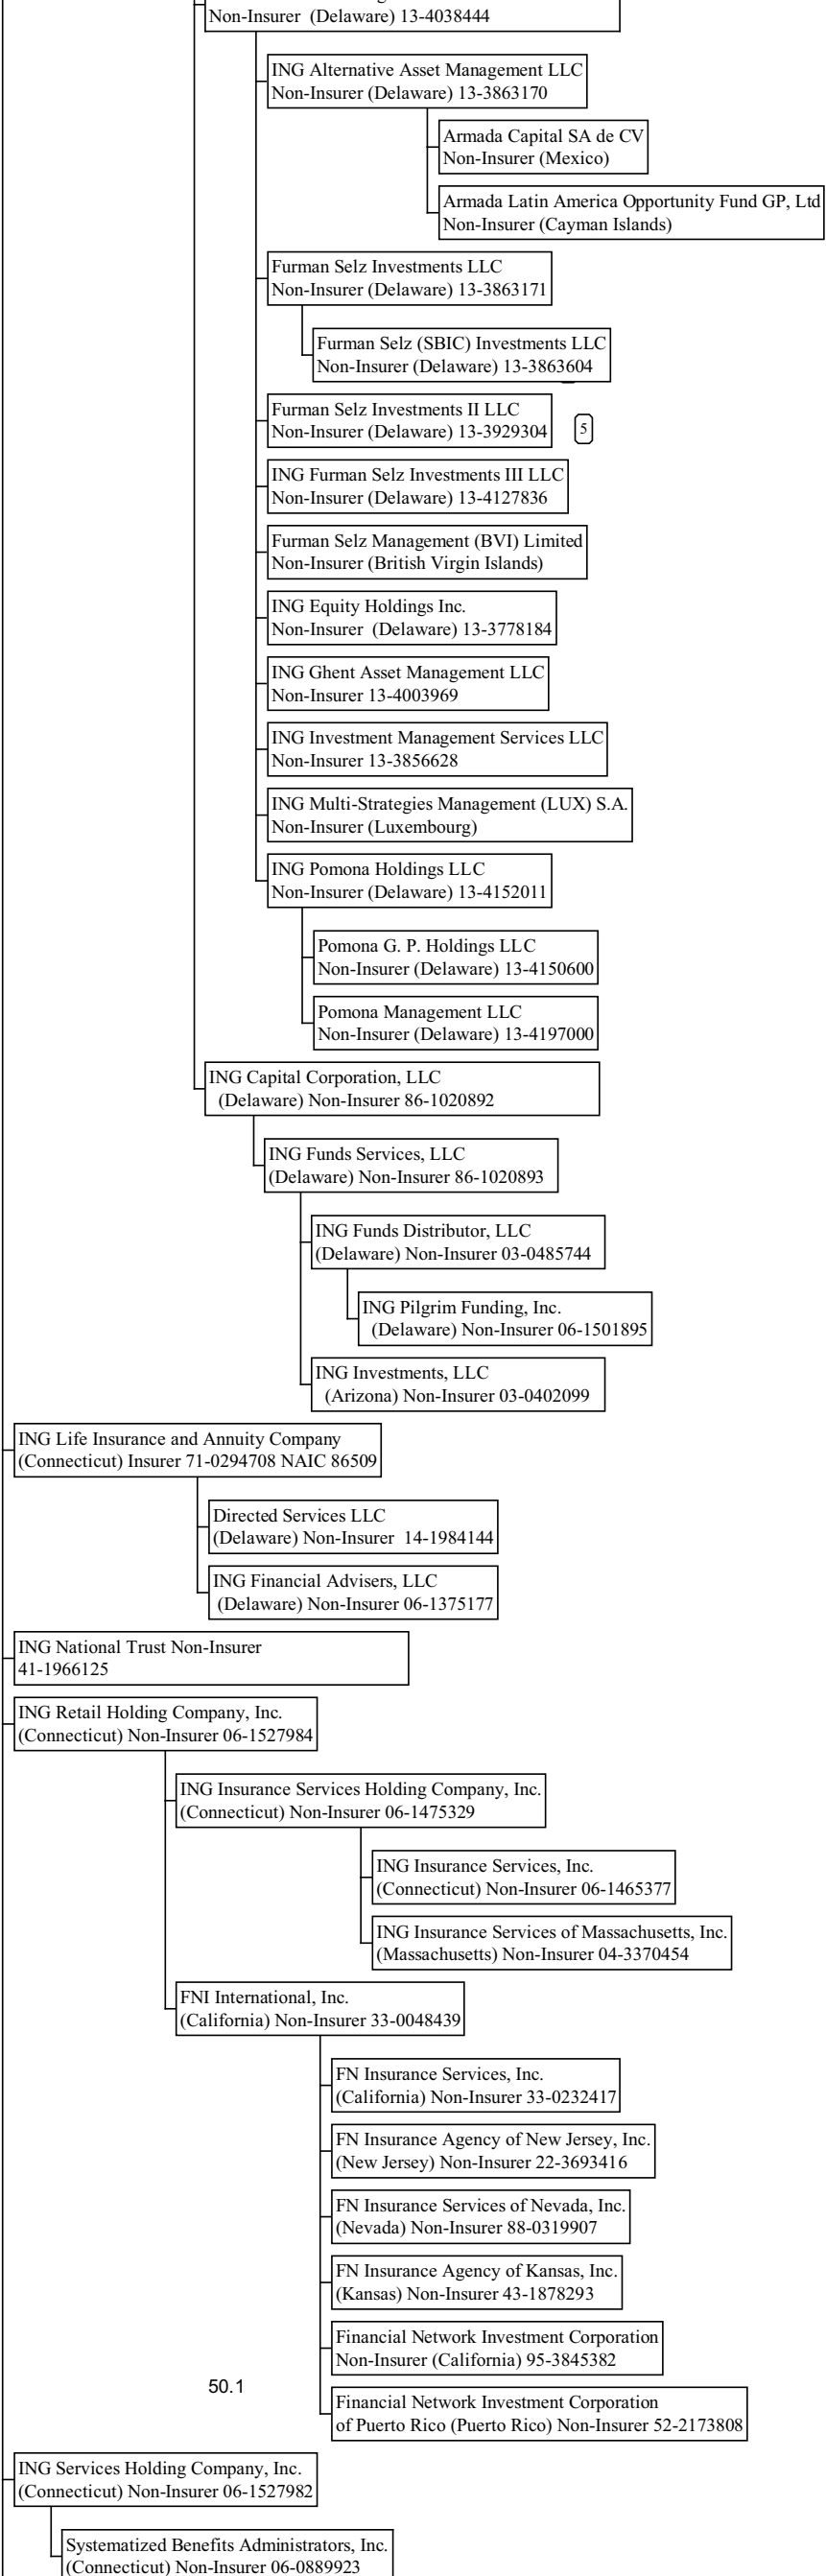 Non-Insurer (Delaware) 13-4038444
ING Alternative Asset Management LLC
Non-Insurer (Delaware) 13-3863170
Armada Capital SA de CV
Non-Insurer (Mexico)
Armada Latin America Opportunity Fund GP, Ltd
Non-Insurer (Cayman Islands)
Furman Selz Investments LLC
Non-Insurer (Delaware) 13-3863171
Furman Selz (SBIC) Investments LLC
Non-Insurer (Delaware) 13-3863604
Furman Selz Investments II LLC
Non-Insurer (Delaware) 13-3929304
5
ING Furman Selz Investments III LLC
Non-Insurer (Delaware) 13-4127836
Furman Selz Management (BVI) Limited
Non-Insurer (British Virgin Islands)
ING Equity Holdings Inc.
Non-Insurer (Delaware) 13-3778184
ING Ghent Asset Management LLC
Non-Insurer 13-4003969
ING Investment Management Services LLC
Non-Insurer 13-3856628
ING Multi-Strategies Management (LUX) S.A.
Non-Insurer (Luxembourg)
ING Pomona Holdings LLC
Non-Insurer (Delaware) 13-4152011
Pomona G. P. Holdings LLC
Non-Insurer (Delaware) 13-4150600
Pomona Management LLC
Non-Insurer (Delaware) 13-4197000
ING Capital Corporation, LLC
(Delaware) Non-Insurer 86-1020892
ING Funds Services, LLC
(Delaware) Non-Insurer 86-1020893
ING Funds Distributor, LLC
(Delaware) Non-Insurer 03-0485744
ING Pilgrim Funding, Inc.
(Delaware) Non-Insurer 06-1501895
ING Investments, LLC
(Arizona) Non-Insurer 03-0402099
ING Life Insurance and Annuity Company
(Connecticut) Insurer 71-0294708 NAIC 86509
Directed Services LLC
(Delaware) Non-Insurer 14-1984144
ING Financial Advisers, LLC
(Delaware) Non-Insurer 06-1375177
ING National Trust Non-Insurer
41-1966125
ING Retail Holding Company, Inc.
(Connecticut) Non-Insurer 06-1527984
ING Insurance Services Holding Company, Inc.
(Connecticut) Non-Insurer 06-1475329
ING Insurance Services, Inc.
(Connecticut) Non-Insurer 06-1465377
ING Insurance Services of Massachusetts, Inc.
(Massachusetts) Non-Insurer 04-3370454
FNI International, Inc.
(California) Non-Insurer 33-0048439
FN Insurance Services, Inc.
(California) Non-Insurer 33-0232417
FN Insurance Agency of New Jersey, Inc.
(New Jersey) Non-Insurer 22-3693416
FN Insurance Services of Nevada, Inc.
(Nevada) Non-Insurer 88-0319907
FN Insurance Agency of Kansas, Inc.
(Kansas) Non-Insurer 43-1878293
Financial Network Investment Corporation
Non-Insurer (California) 95-3845382
50.1
Financial Network Investment Corporation
of Puerto Rico (Puerto Rico) Non-Insurer 52-2173808
ING Services Holding Company, Inc.
(Connecticut) Non-Insurer 06-1527982
Systematized Benefits Administrators, Inc.
(Connecticut) Non-Insurer 06-0889923